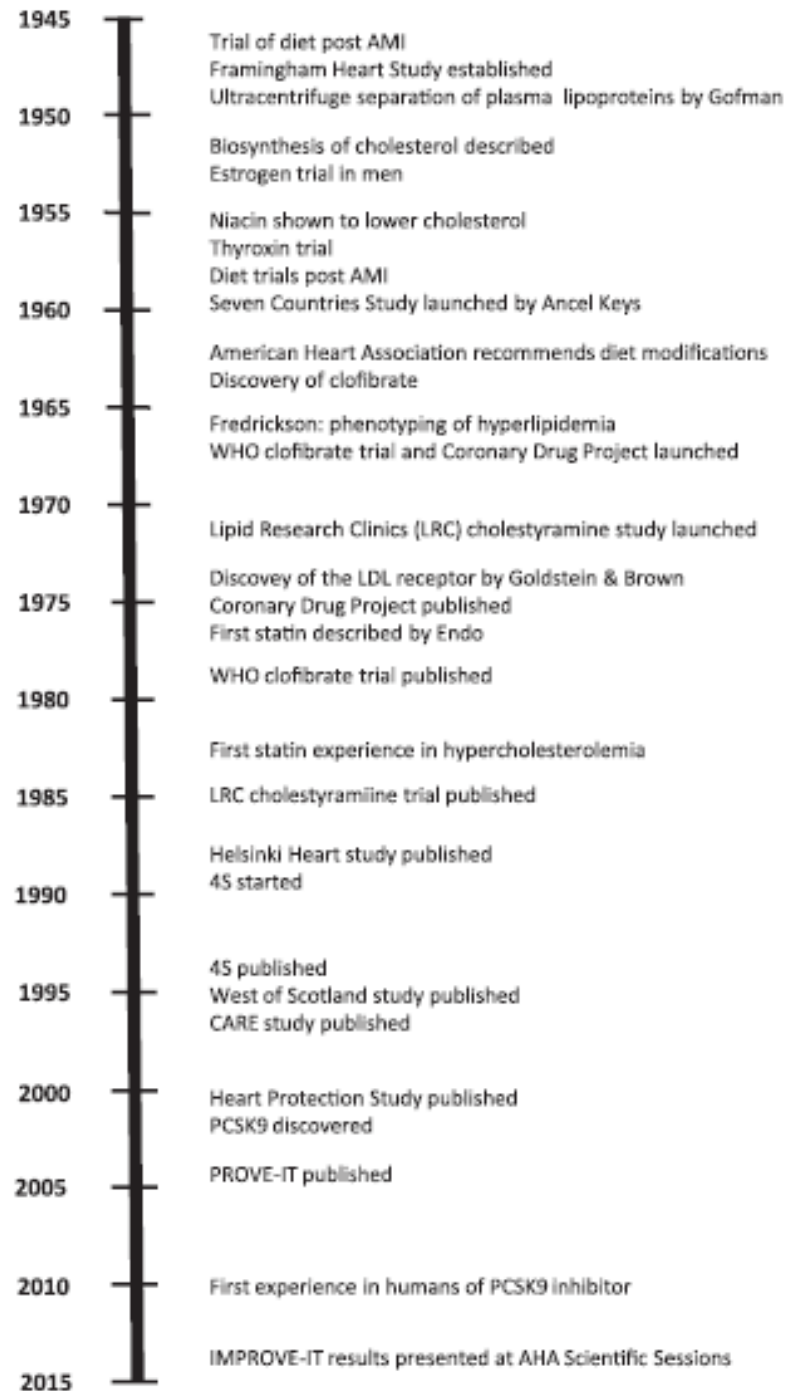 1945
Trial of diet post AMI
Framingham Heart Study established
Ultracentrifuge separation of plasma lipoproteins by Gofman
1950
Biosynthesis of cholesterol described
Estrogen trial in men
1955
Niacin shown to lower cholesterol
Thyroxin trial
Diet trials post AMI
Seven Countries Study launched by Ancel Keys
1960
American Heart Association recommends diet modifications
Discovery of clofibrate
1965
Fredrickson: phenotyping of hyperlipidemia
WHO clofibrate trial and Coronary Drug Project launched
1970
Lipid Research Clinics (LRC) cholestyramine study launched
Discovey of the LDL receptor by Goldstein & Brown
1975
Coronary Drug Project published
First statin described by Endo
WHO clofibrate trial published
1980
First statin experience in hypercholesterolemia
1985
LRC cholestyramiine trial published
Helsinki Heart study published
4S started
1990
4S published
1995
West of Scotland study published
CARE study published
2000
Heart Protection Study published
PCSK9 discovered
PROVE-IT published
2005
2010
First experience in humans of PCSK9 inhibitor
IMPROVE-IT results presented at AHA Scientific Sessions
2015